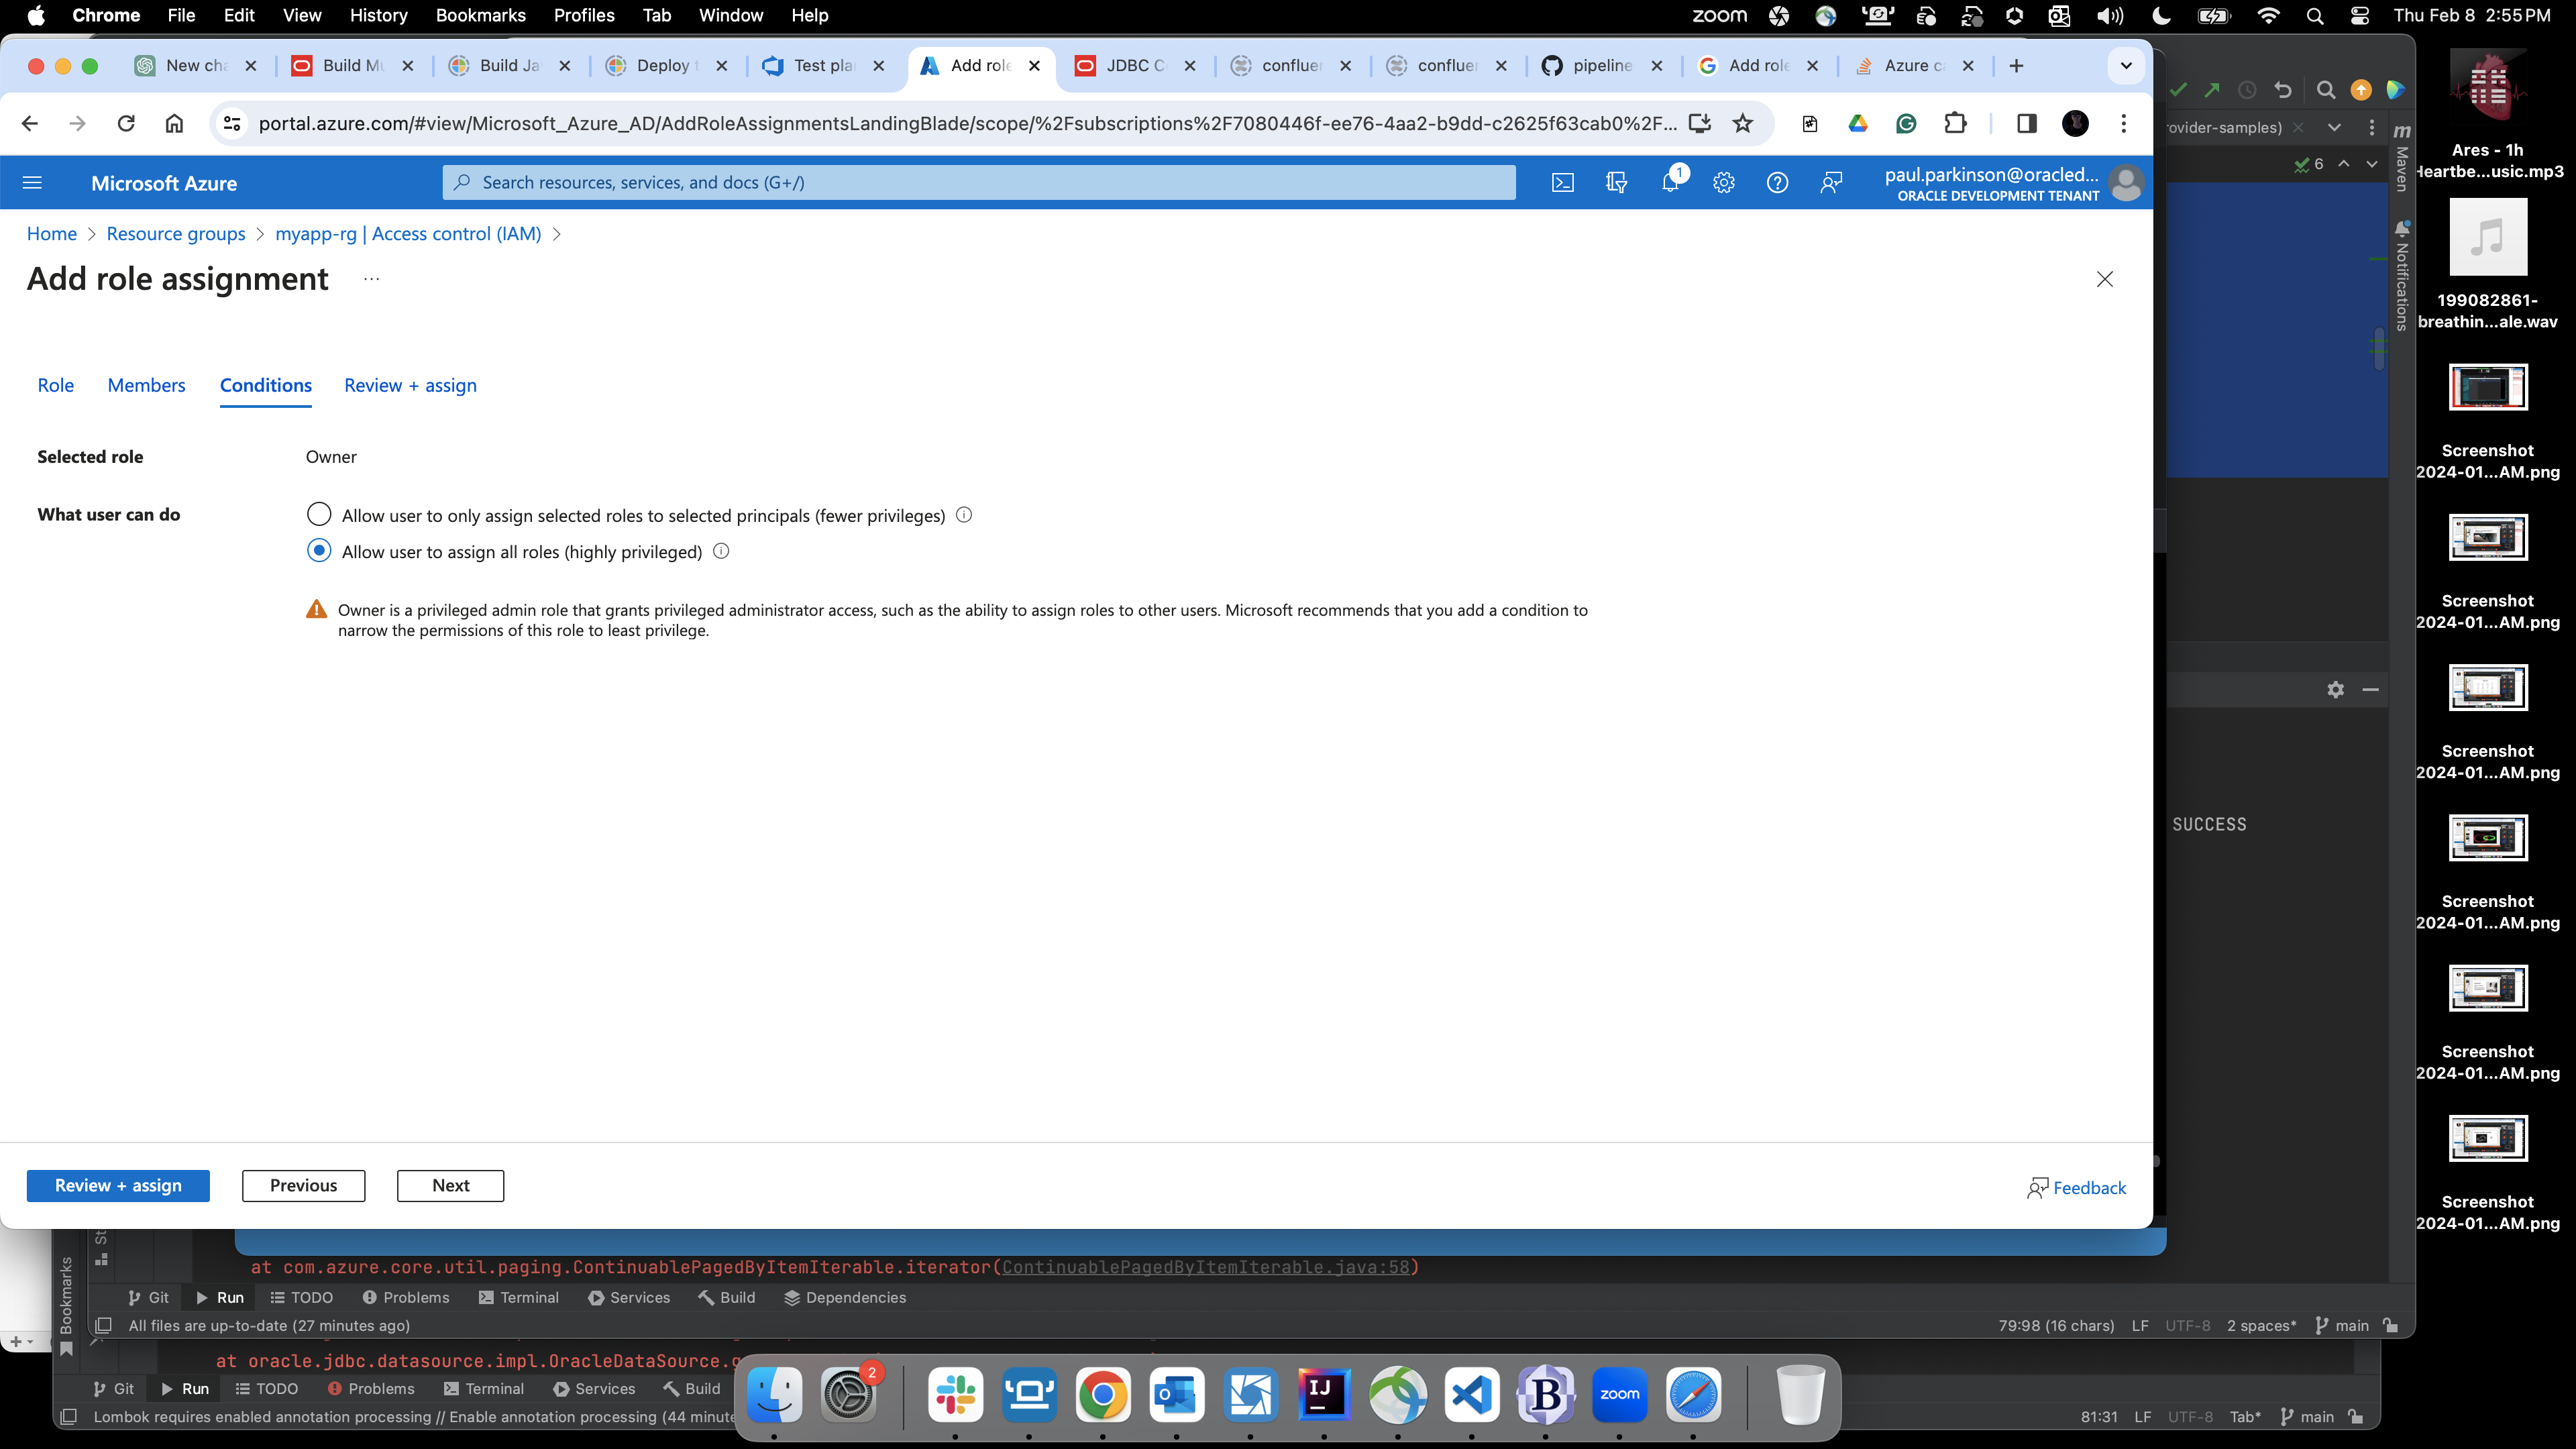 Chrome File Edit View History Bookmarks Profiles Tab Window Help
zoom Thu Feb 8 2:55 PM
New cha Build Mu Build Ja Deploy t Test plan Add role JDBC C confluen confluen pipeline Add role Azure ca
portal.azure.com/#view/Microsoft_Azure_AD/AddRoleAssignmentsLandingBlade/scope/%2Fsubscriptions%2F7080446f-ee76-4aa2-b9dd-c2625f63cab0%2F...
Microsoft Azure
Search resources, services, and docs (G+/)
1
paul.parkinson@oracled...
ORACLE DEVELOPMENT TENANT
Home > Resource groups > myapp-rg | Access control (IAM) >
Add role assignment ...
Role Members Conditions Review + assign
Selected role Owner
What user can do
Allow user to only assign selected roles to selected principals (fewer privileges)
Allow user to assign all roles (highly privileged)
Owner is a privileged admin role that grants privileged administrator access, such as the ability to assign roles to other users. Microsoft recommends that you add a condition to
narrow the permissions of this role to least privilege.
Review + assign Previous Next
Feedback
rovider-samples)
6
Maven
Notifications
SUCCESS
at com.azure.core.util.paging.ContinuablePagedByItemIterable.iterator(ContinuablePagedByItemIterable.java:58)
Bookmarks
Git Run TODO Problems Terminal Services Build Dependencies
All files are up-to-date (27 minutes ago)
79:98 (16 chars) LF UTF-8 2 spaces* main
at oracle.jdbc.datasource.impl.OracleDataSource.g
Git Run TODO Problems Terminal Services Build
Lombok requires enabled annotation processing // Enable annotation processing (44 minute
81:31 LF UTF-8 Tab* main
2
IJ
B
zoom
Ares - 1h
Heartbe...usic.mp3
199082861-
breathin...ale.wav
Screenshot
2024-01...AM.png
Screenshot
2024-01...AM.png
Screenshot
2024-01...AM.png
Screenshot
2024-01...AM.png
Screenshot
2024-01...AM.png
Screenshot
2024-01...AM.png